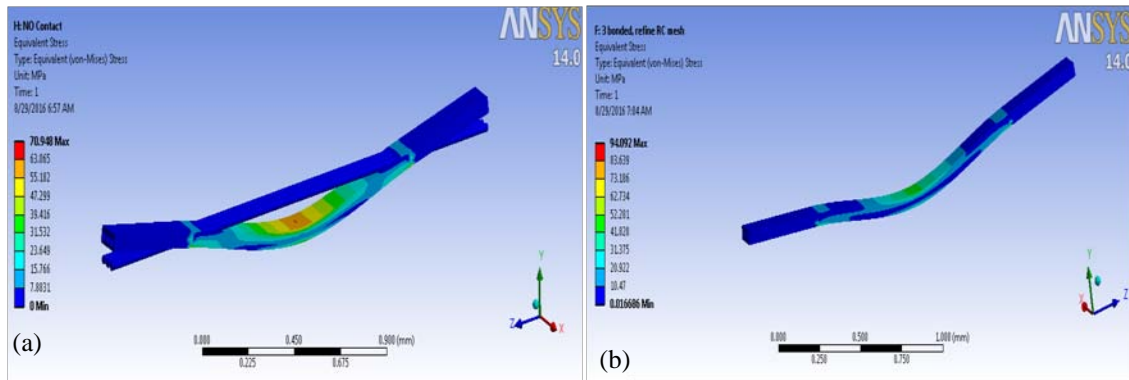 H: NO Contact
Equivalent Stress
Type: Equivalent (von-Mises) Stress
Unit: MPa
Time: 1
8/29/2016 6:57 AM
70.948 Max
63.065
55.182
47.299
39.416
31.532
23.649
15.766
7.8831
0 Min
ANSYS
14.0
Y
Z
X
0.000
0.450
0.900 (mm)
0.225
0.675
(a)
F: 3 bonded, refine RC mesh
Equivalent Stress
Type: Equivalent (von-Mises) Stress
Unit: MPa
Time: 1
8/29/2016 7:04 AM
94.092 Max
83.639
73.186
62.734
52.281
41.828
31.375
20.922
10.47
0.016686 Min
ANSYS
14.0
Y
Z
X
0.000
0.500
1.000 (mm)
0.250
0.750
(b)